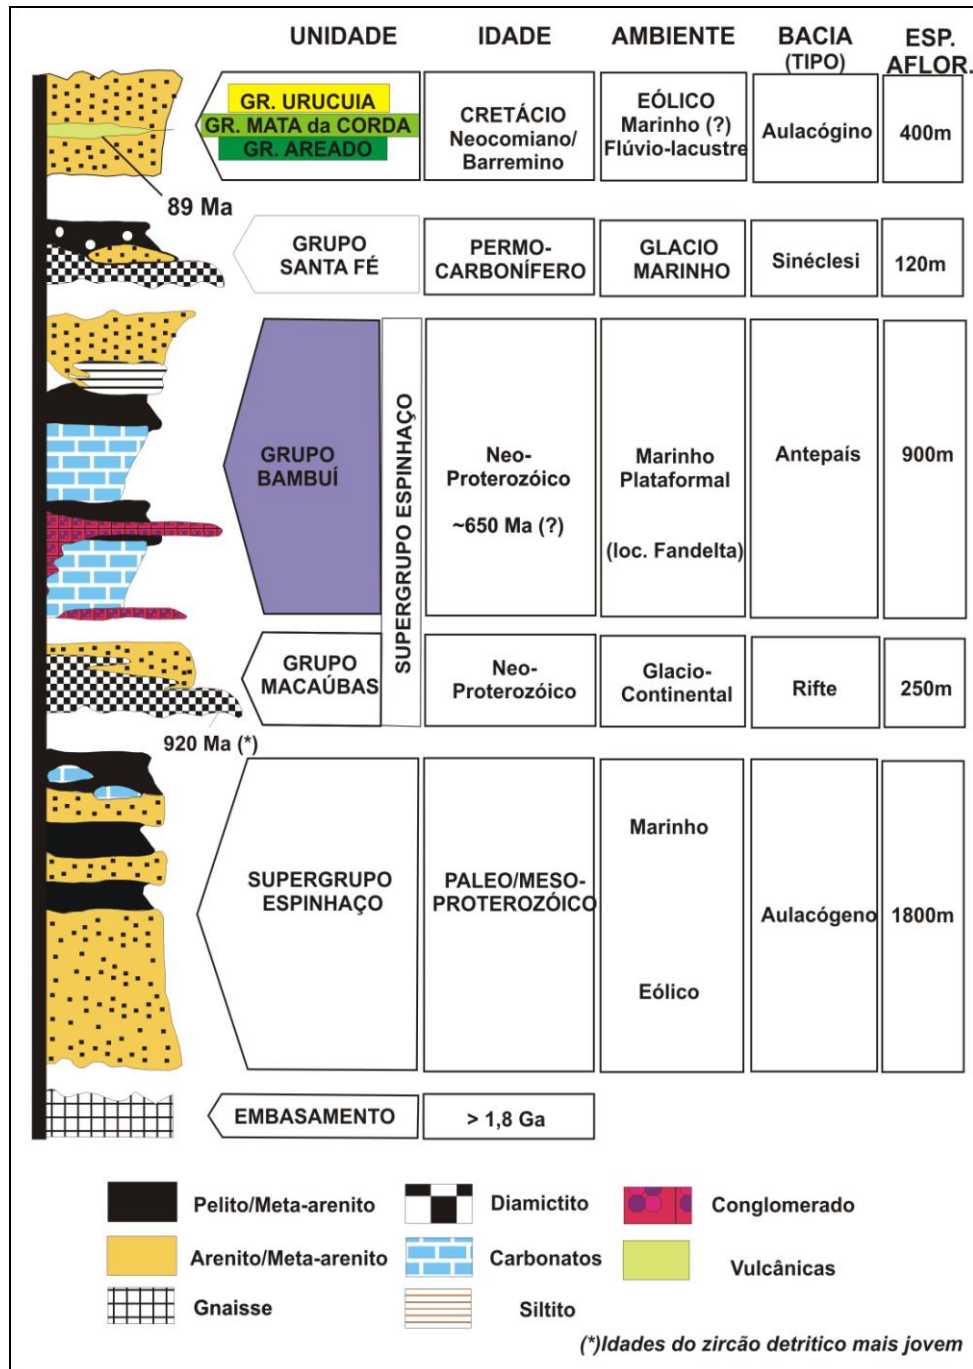 UNIDADE IDADE AMBIENTE BACIA (TIPO) ESP. AFLOR.
GR. URUCUIA
GR. MATA da CORDA
GR. AREADO
CRETÁCIO
Neocomiano/
Barremino
EÓLICO
Marinho (?)
Flúvio-lacustre
Aulacógino
400m
89 Ma
GRUPO
SANTA FÉ
PERMO-
CARBONÍFERO
GLACIO
MARINHO
Sinéclesi
120m
GRUPO
BAMBUÍ
SUPERGRUPO ESPINHAÇO
Neo-
Proterozóico
~650 Ma (?)
Marinho
Plataformal
(loc. Fandelta)
Antepaís
900m
GRUPO
MACAÚBAS
Neo-
Proterozóico
Glacio-
Continental
Rifte
250m
920 Ma (*)
SUPERGRUPO
ESPINHAÇO
PALEO/MESO-
PROTEROZÓICO
Marinho
Eólico
Aulacógeno
1800m
EMBASAMENTO
> 1,8 Ga
Pelito/Meta-arenito
Diamictito
Conglomerado
Arenito/Meta-arenito
Carbonatos
Vulcânicas
Gnaisse
Siltito
(*)Idades do zircão detritico mais jovem